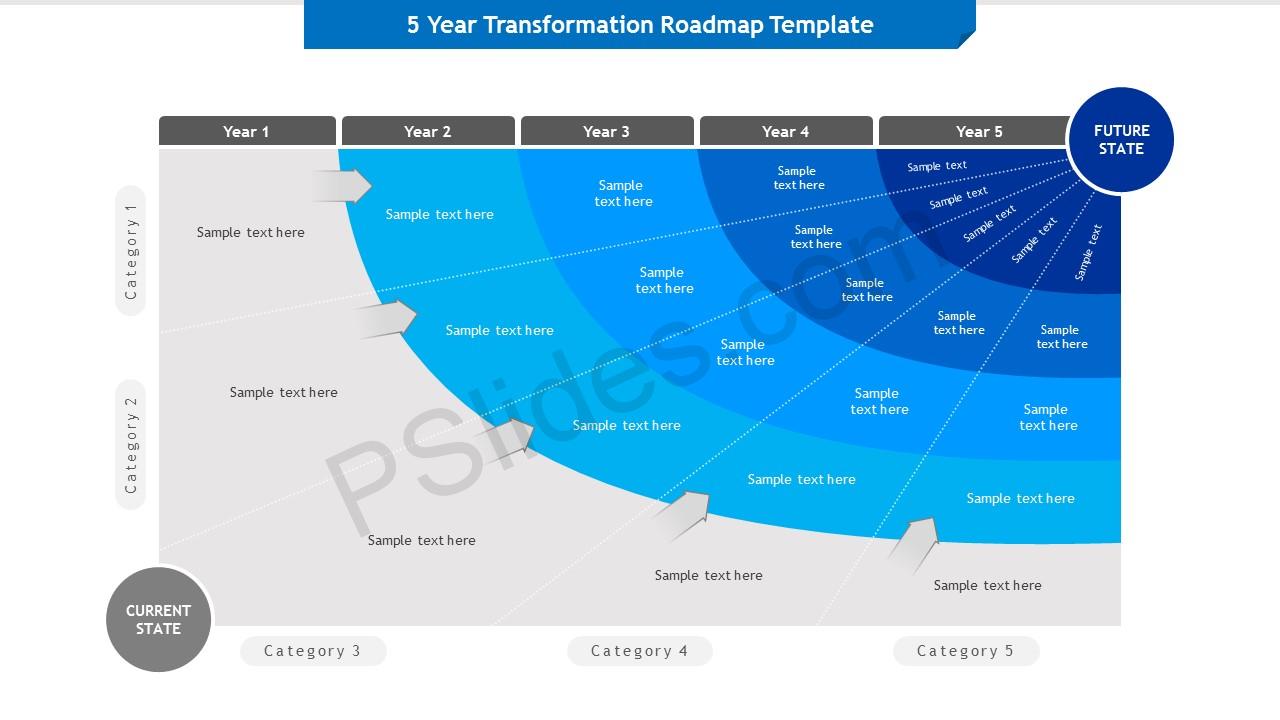 5 Year Transformation Roadmap Template
Year 1
Year 2
Year 3
Year 4
Year 5
FUTURE
STATE
Category 1
Category 2
Sample text here
Sample text here
Sample
text here
Sample
text here
Sample text
Sample text here
Sample text here
Sample
text here
Sample
text here
Sample text
Sample text here
Sample text here
Sample
text here
Sample
text here
Sample text
Sample text here
Sample text here
Sample
text here
Sample
text here
Sample text
Sample text here
Sample text here
Sample
text here
Sample
text here
Sample text
PSlides.com
CURRENT
STATE
Category 3
Category 4
Category 5